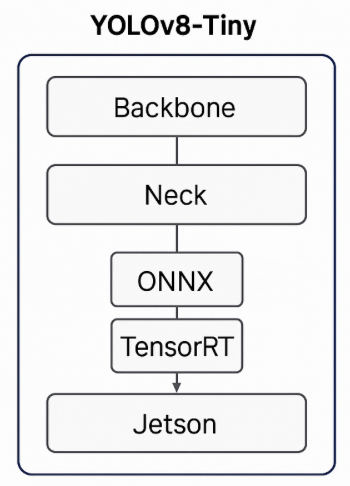 YOLOv8-Tiny
Backbone
Neck
ONNX
TensorRT
Jetson